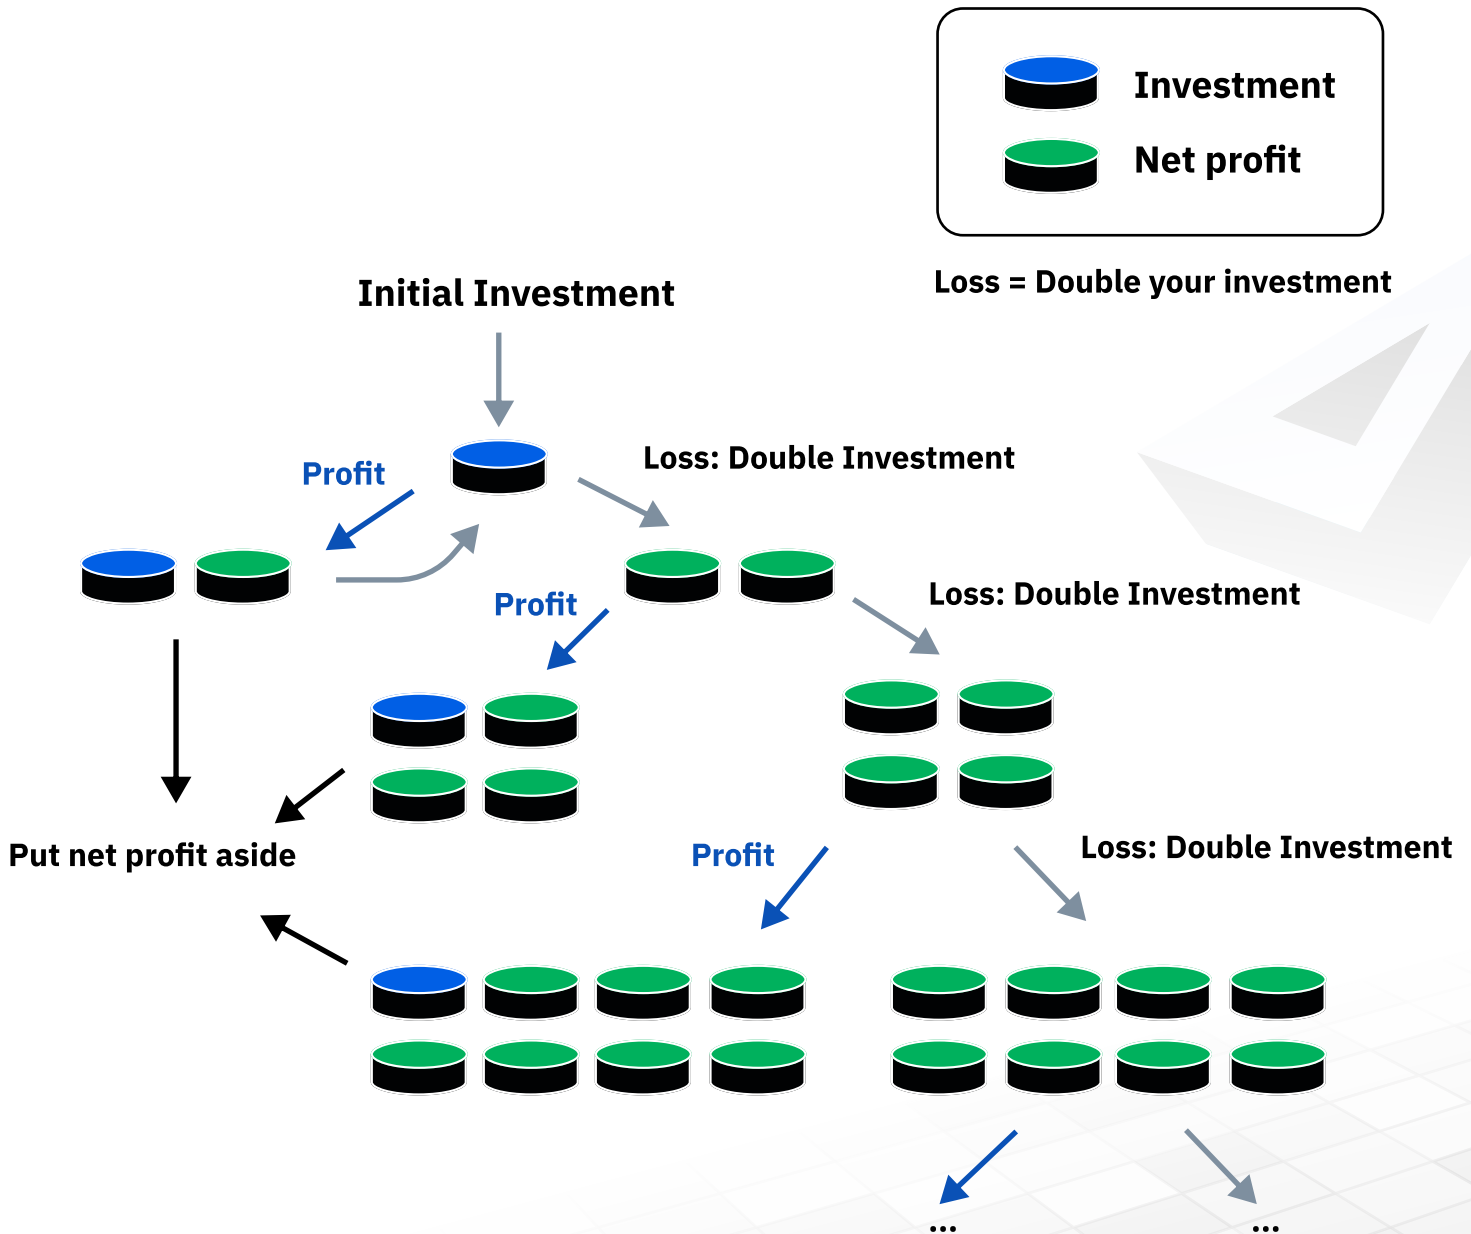 Investment
Net profit
Loss = Double your investment
Initial Investment
Profit
Loss: Double Investment
Profit
Loss: Double Investment
Put net profit aside
Profit
Loss: Double Investment
...
...